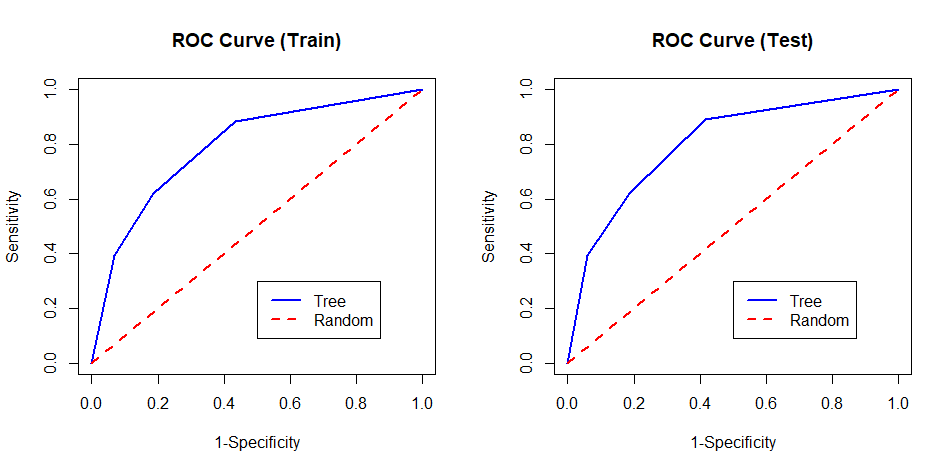 ROC Curve (Train)
Sensitivity
1.0
0.8
0.6
0.4
0.2
0.0
Tree
Random
0.0 0.2 0.4 0.6 0.8 1.0
1-Specificity
ROC Curve (Test)
Sensitivity
1.0
0.8
0.6
0.4
0.2
0.0
Tree
Random
0.0 0.2 0.4 0.6 0.8 1.0
1-Specificity